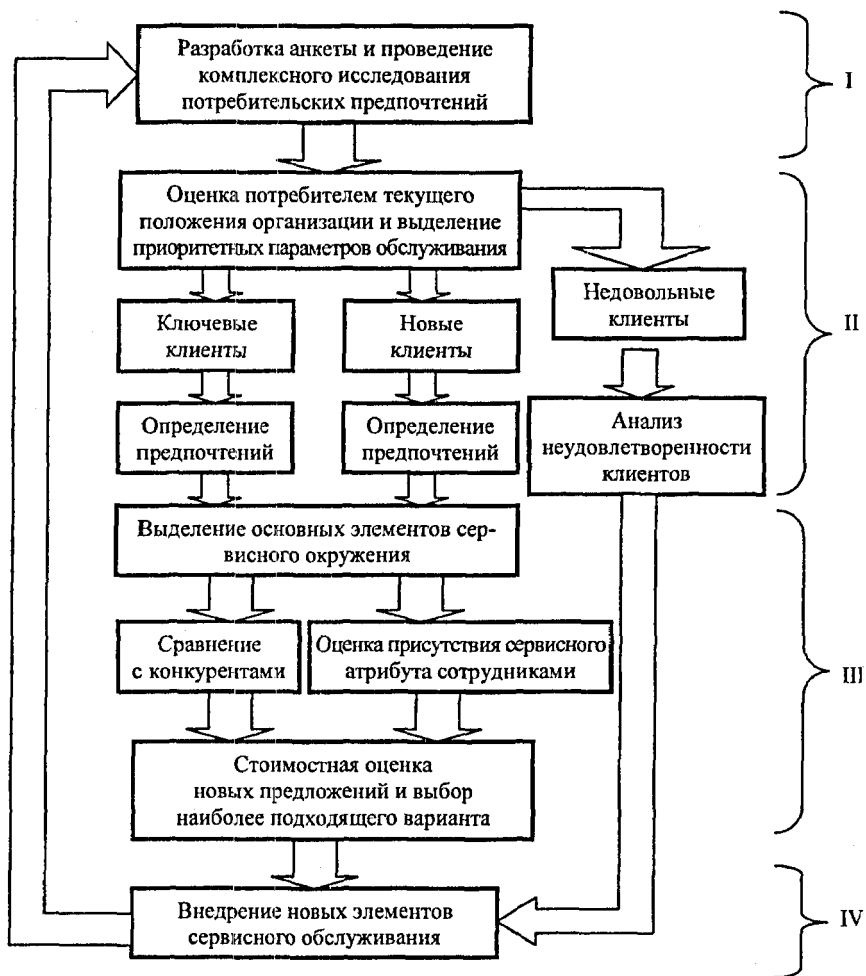 Разработка анкеты и проведение
комплексного исследования
потребительских предпочтений
I
Оценка потребителем текущего
положения организации и выделение
приоритетных параметров обслуживания
Ключевые
клиенты
Новые
клиенты
Недовольные
клиенты
II
Определение
предпочтений
Определение
предпочтений
Анализ
неудовлетворенности
клиентов
Выделение основных элементов сер-
висного окружения
Сравнение
с конкурентами
Оценка присутствия сервисного
атрибута сотрудниками
III
Стоимостная оценка
новых предложений и выбор
наиболее подходящего варианта
Внедрение новых элементов
сервисного обслуживания
IV